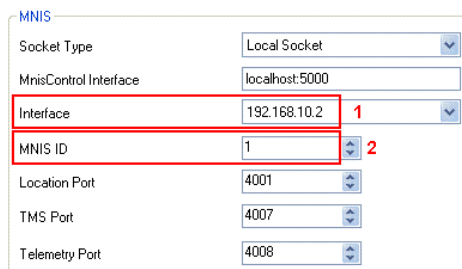 MNIS
Socket Type Local Socket
MnisControl Interface localhost:5000
Interface 192.168.10.2 1
MNIS ID 1 2
Location Port 4001
TMS Port 4007
Telemetry Port 4008